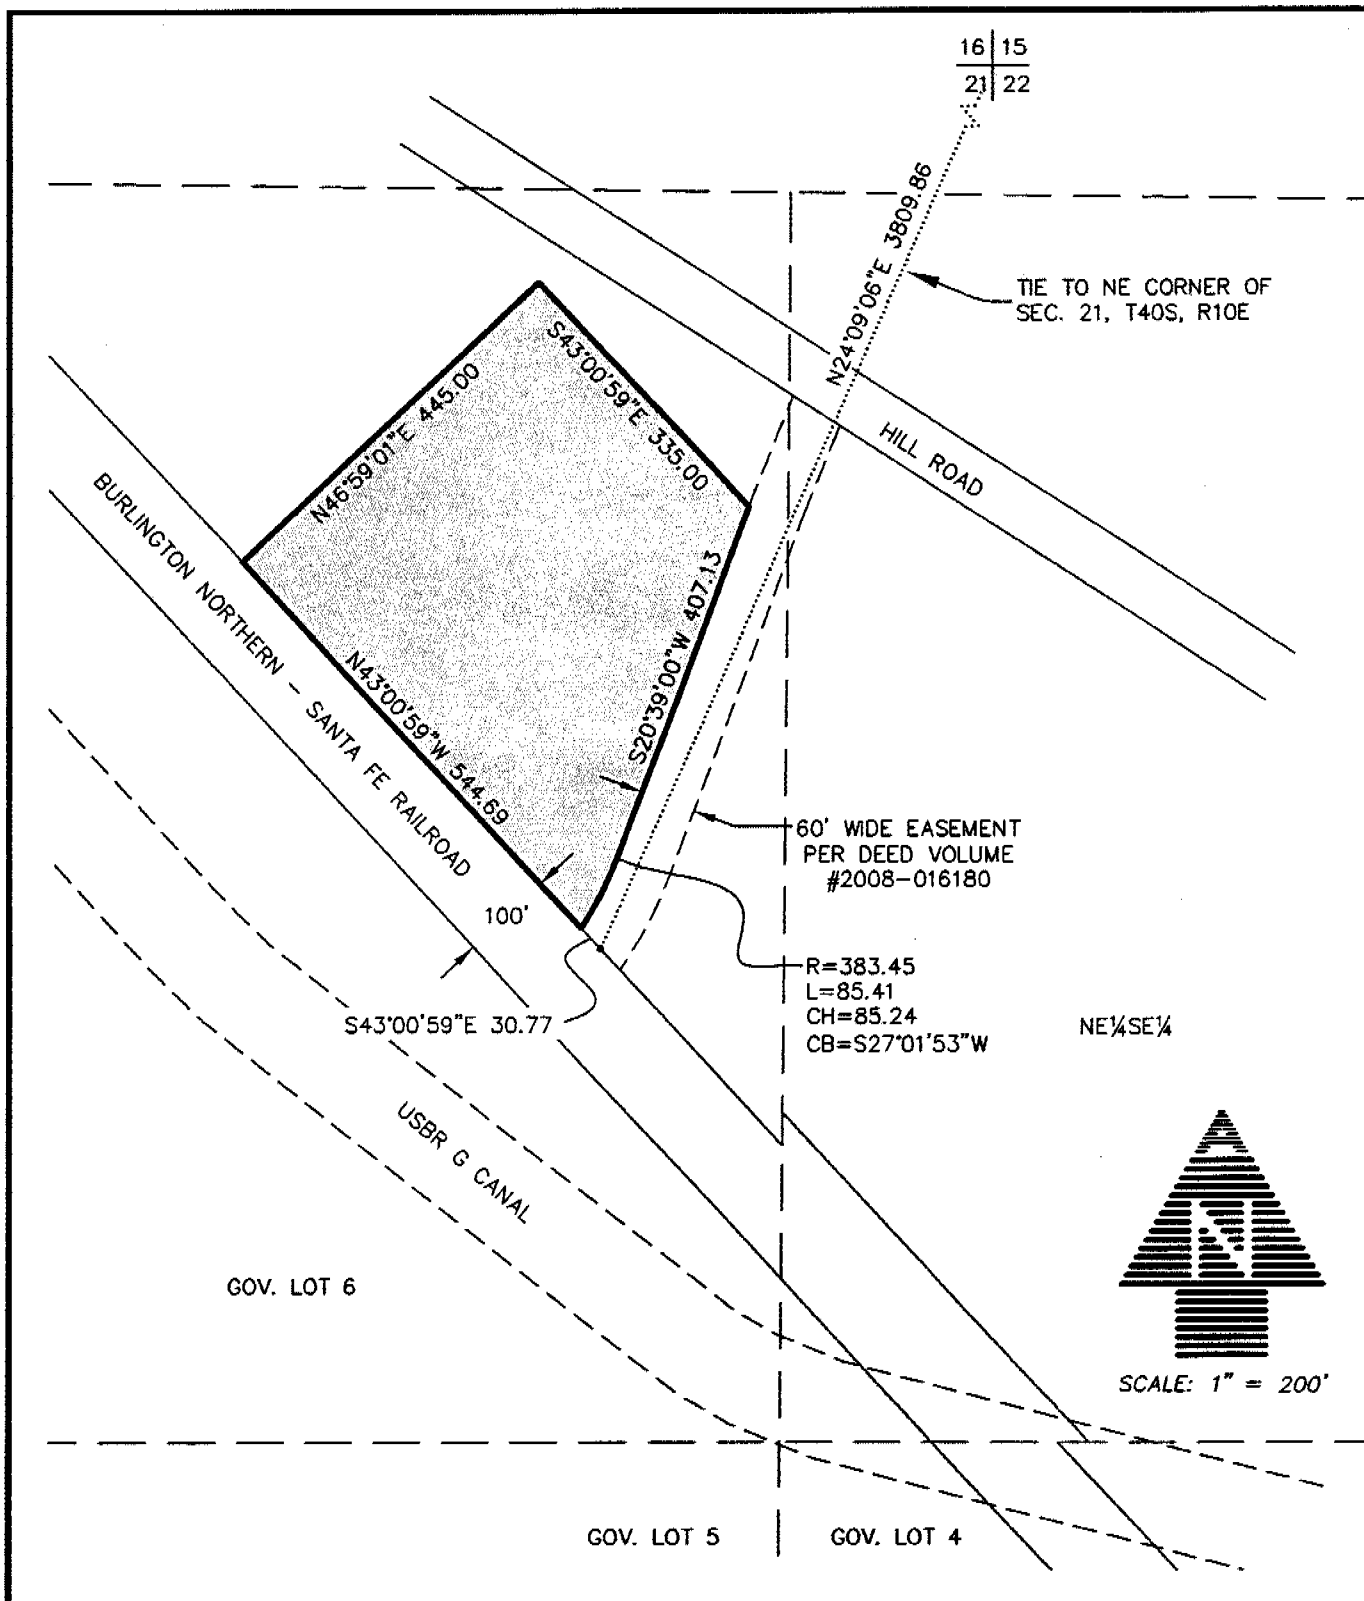 16 15
21 22
N24°09'06"E 3809.86
TIE TO NE CORNER OF
SEC. 21, T40S, R10E
S43°00'59"E 335.00
N46°59'01"E 445.00
HILL ROAD
BURLINGTON NORTHERN - SANTA FE RAILROAD
N43°00'59"W 544.69
S20°39'00"W 407.13
60' WIDE EASEMENT
PER DEED VOLUME
#2008-016180
100'
R=383.45
L=85.41
CH=85.24
CB=S27°01'53"W
S43°00'59"E 30.77
NE¼SE¼
USBR G CANAL
N
GOV. LOT 6
SCALE: 1" = 200'
GOV. LOT 5
GOV. LOT 4